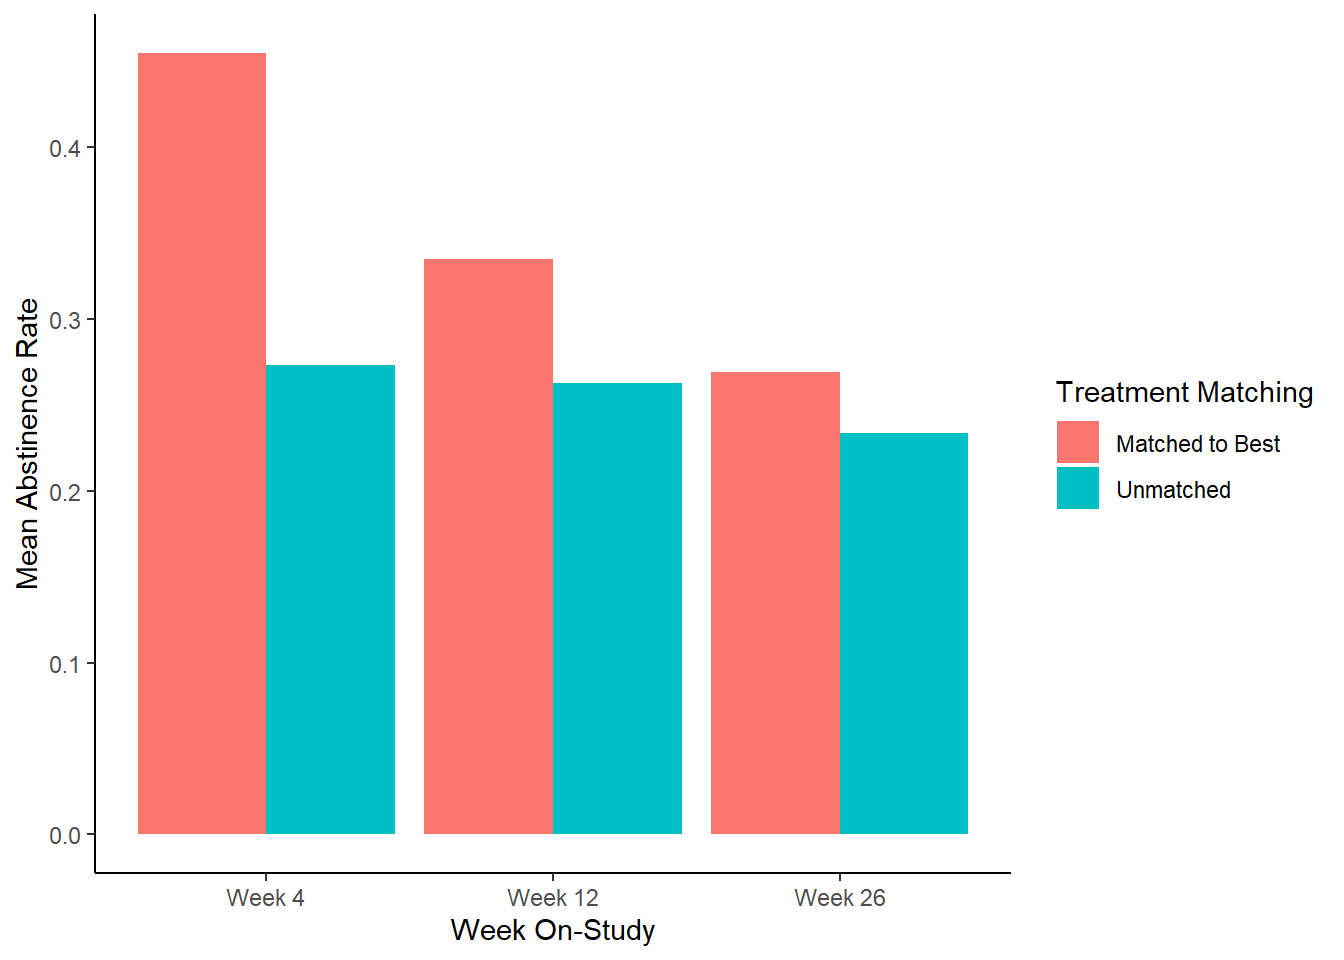 Mean Abstinence Rate
0.4
0.3
0.2
0.1
0.0
Week 4
Week 12
Week 26
Week On-Study
Treatment Matching
Matched to Best
Unmatched